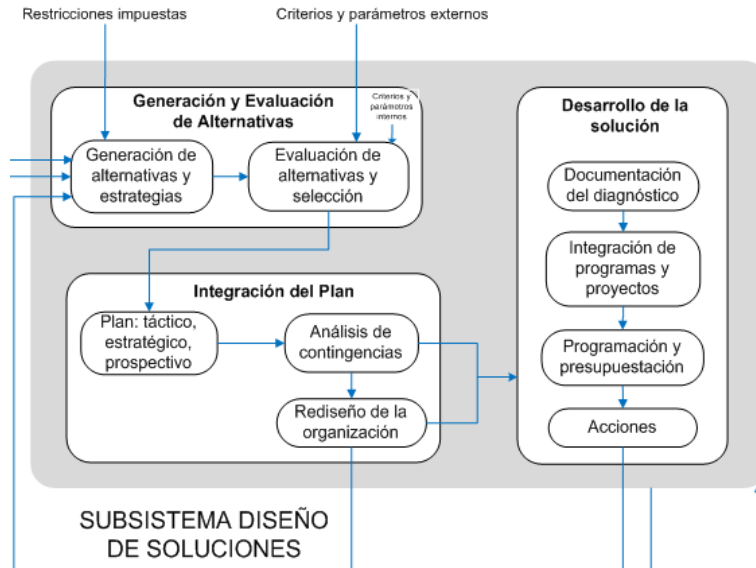 Restricciones impuestas
Criterios y parámetros externos
Generación y Evaluación
de Alternativas
Criterios y
parámetros
internos
Generación de
alternativas y
estrategias
Evaluación de
alternativas y
selección
Integración del Plan
Plan: táctico,
estratégico,
prospectivo
Análisis de
contingencias
Rediseño de la
organización
Desarrollo de la
solución
Documentación
del diagnóstico
Integración de
programas y
proyectos
Programación y
presupuestación
Acciones
SUBSISTEMA DISEÑO
DE SOLUCIONES